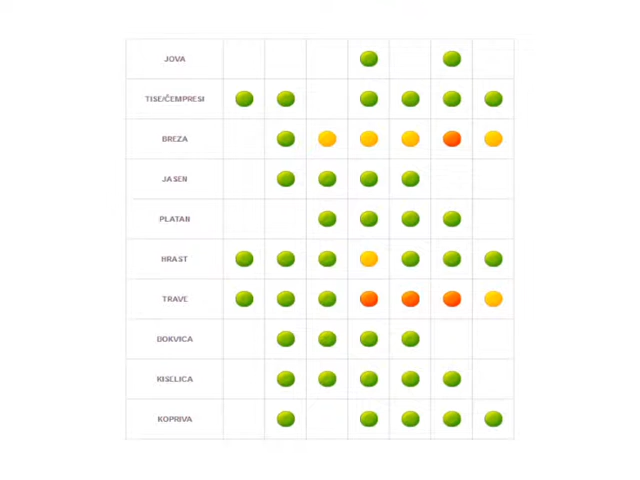 JOVA
TISE/ČEMPRESI
BREZA
JASEN
PLATAN
HRAST
TRAVE
BOKVICA
KISELICA
KOPRIVA